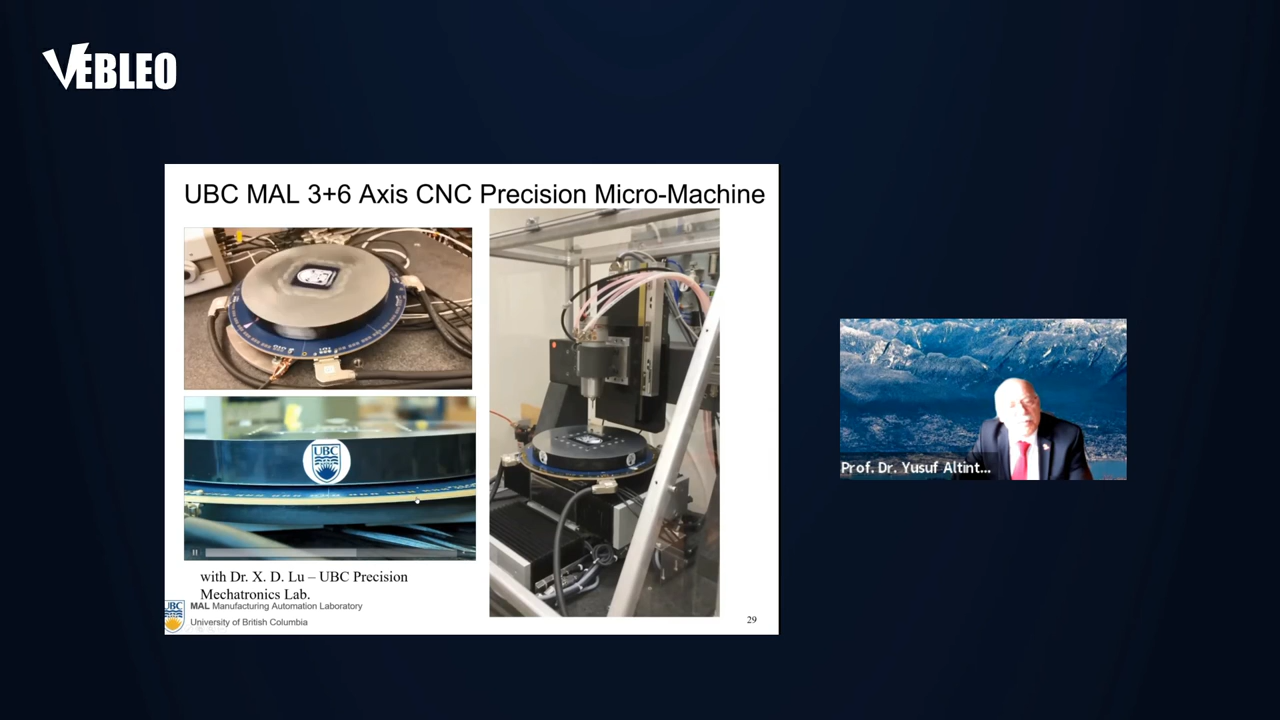 VEBLEO
UBC MAL 3+6 Axis CNC Precision Micro-Machine
UBC
with Dr. X. D. Lu – UBC Precision
Mechatronics Lab.
UBC
MAL Manufacturing Automation Laboratory
University of British Columbia
29
Prof. Dr. Yusuf Altint...